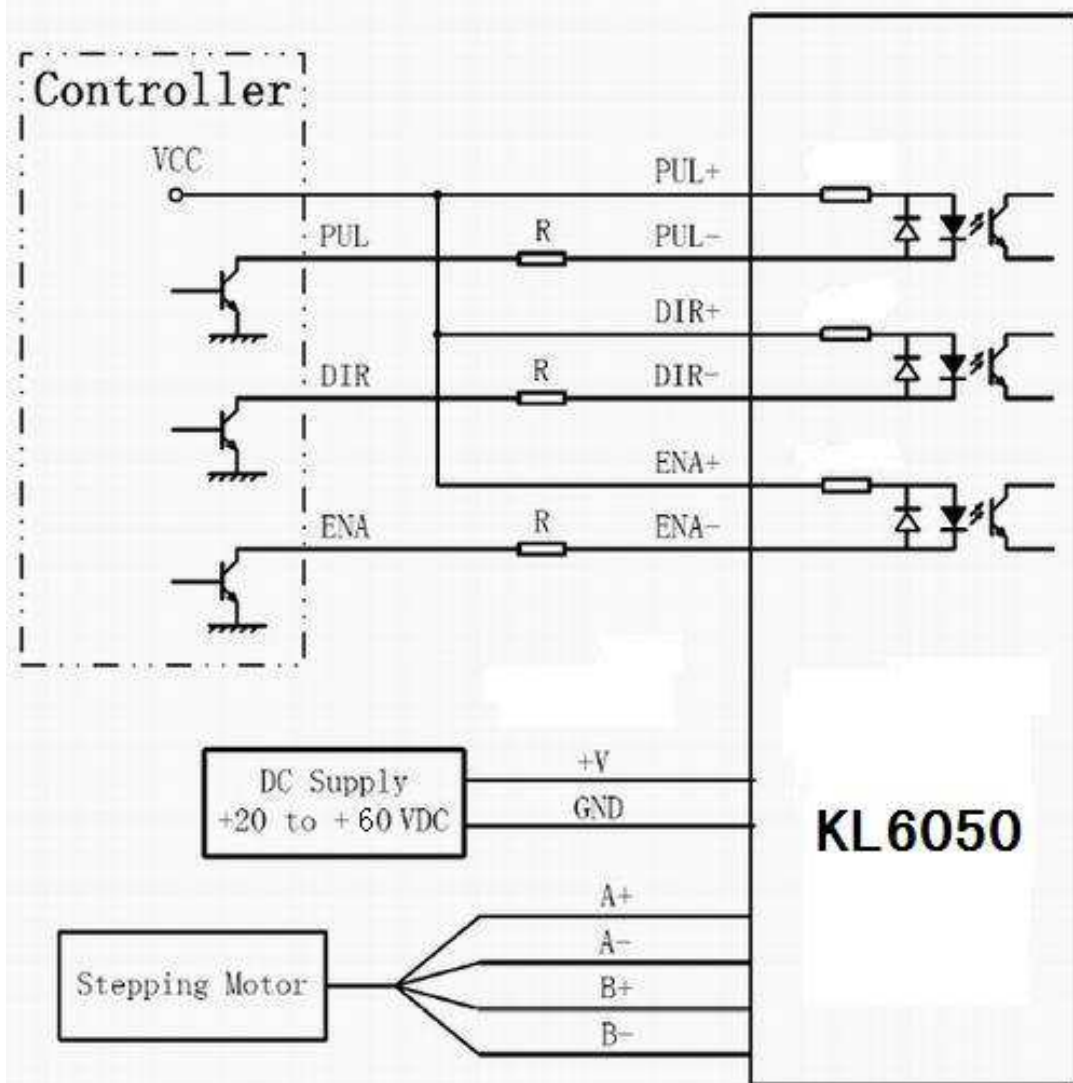 Controller
VCC
PUL+
PUL
R
PUL-
DIR+
DIR
R
DIR-
ENA+
ENA
R
ENA-
DC Supply
+20 to +60 VDC
+V
GND
KL6050
Stepping Motor
A+
A-
B+
B-